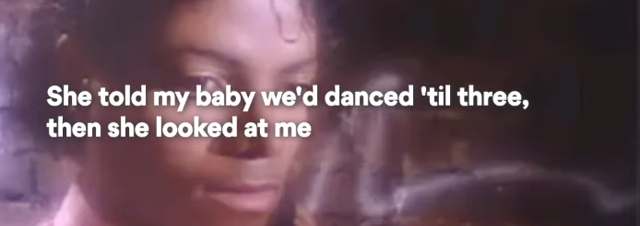 She told my baby we'd danced 'til three,
then she looked at me